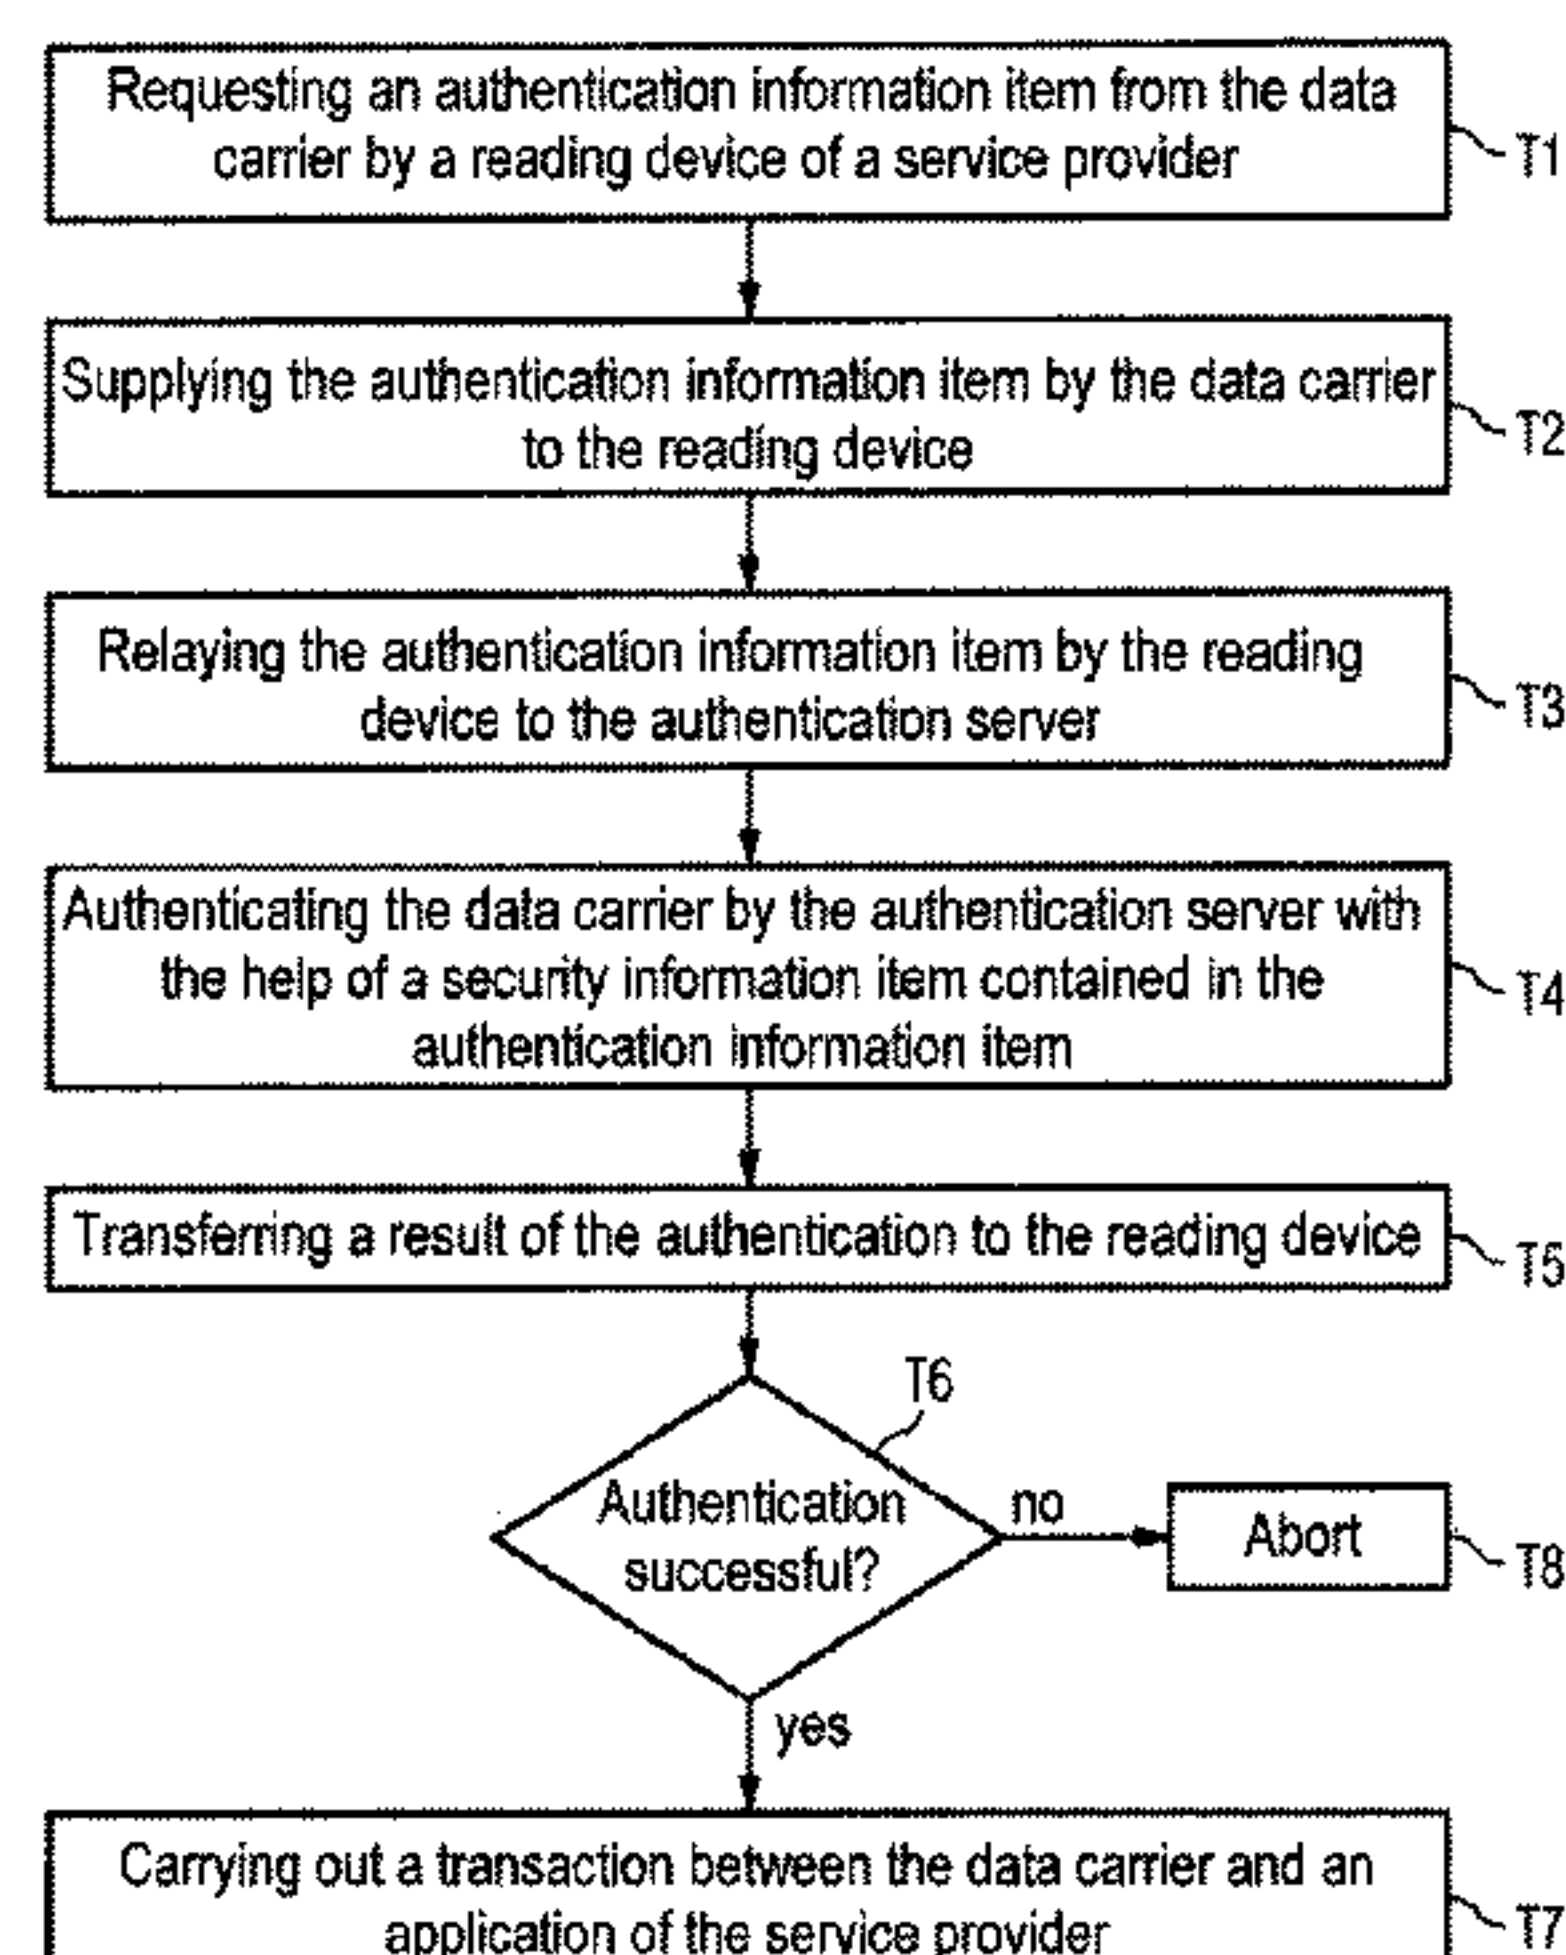 Requesting an authentication information item from the data
carrier by a reading device of a service provider
T1
Supplying the authentication information item by the data carrier
to the reading device
T2
Relaying the authentication information item by the reading
device to the authentication server
T3
Authenticating the data carrier by the authentication server with
the help of a security information item contained in the
authentication information item
T4
Transferring a result of the authentication to the reading device
T5
T6
Authentication
successful?
no
Abort
T8
yes
Carrying out a transaction between the data carrier and an
application of the service provider
T7